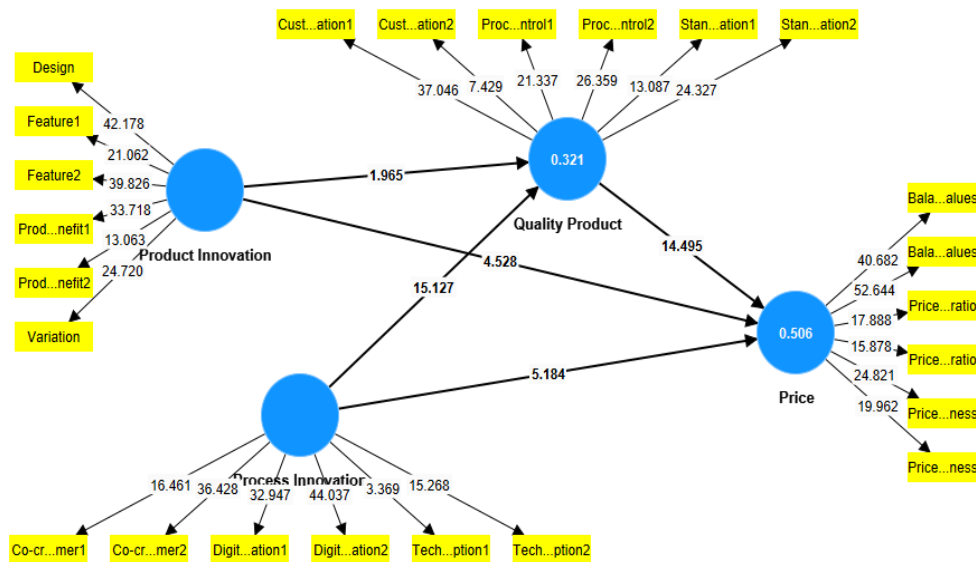 Cust...ation1
Cust...ation2
Proc...ntrol1
Proc...ntrol2
Stan...ation1
Stan...ation2
37.046
7.429
21.337
26.359
13.087
24.327
Design
Feature1
Feature2
Prod...nefit1
Prod...nefit2
Variation
42.178
21.062
39.826
33.718
13.063
24.720
Product Innovation
1.965
0.321
Quality Product
14.495
4.528
15.127
5.184
0.506
Price
Bala...alues
Bala...alues
Price...ratio
Price...ratio
Price...ness
Price...ness
40.682
52.644
17.888
15.878
24.821
19.962
Process Innovation
16.461
36.428
32.947
44.037
3.369
15.268
Co-cr...mer1
Co-cr...mer2
Digit...ation1
Digit...ation2
Tech...ption1
Tech...ption2